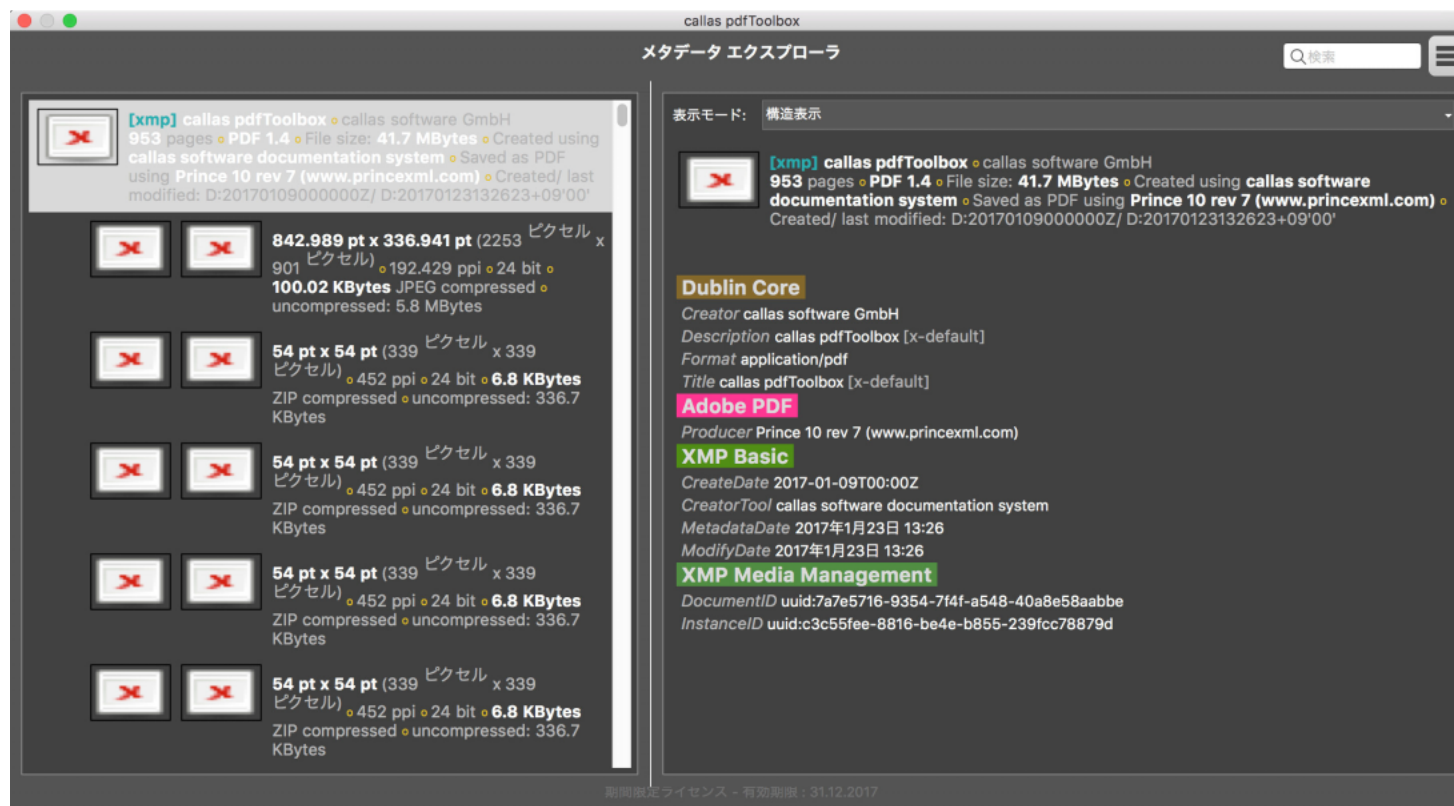 callas pdfToolbox
メタデータ エクスプローラ
検索
[xmp] callas pdfToolbox o callas software GmbH
953 pages o PDF 1.4 o File size: 41.7 MBytes o Created using
callas software documentation system o Saved as PDF
using Prince 10 rev 7 (www.princexml.com) o Created/ last
modified: D:20170109000000Z/ D:20170123132623+09'00'
842.989 pt x 336.941 pt (2253 ピクセル x
901 ピクセル) o 192.429 ppi o 24 bit o
100.02 KBytes JPEG compressed o
uncompressed: 5.8 MBytes
54 pt x 54 pt (339 ピクセル x 339
ピクセル) o 452 ppi o 24 bit o 6.8 KBytes
ZIP compressed o uncompressed: 336.7
KBytes
54 pt x 54 pt (339 ピクセル x 339
ピクセル) o 452 ppi o 24 bit o 6.8 KBytes
ZIP compressed o uncompressed: 336.7
KBytes
54 pt x 54 pt (339 ピクセル x 339
ピクセル) o 452 ppi o 24 bit o 6.8 KBytes
ZIP compressed o uncompressed: 336.7
KBytes
54 pt x 54 pt (339 ピクセル x 339
ピクセル) o 452 ppi o 24 bit o 6.8 KBytes
ZIP compressed o uncompressed: 336.7
KBytes
表示モード: 構造表示
[xmp] callas pdfToolbox o callas software GmbH
953 pages o PDF 1.4 o File size: 41.7 MBytes o Created using callas software
documentation system o Saved as PDF using Prince 10 rev 7 (www.princexml.com) o
Created/ last modified: D:20170109000000Z/ D:20170123132623+09'00'
Dublin Core
Creator callas software GmbH
Description callas pdfToolbox [x-default]
Format application/pdf
Title callas pdfToolbox [x-default]
Adobe PDF
Producer Prince 10 rev 7 (www.princexml.com)
XMP Basic
CreateDate 2017-01-09T00:00Z
CreatorTool callas software documentation system
MetadataDate 2017年1月23日 13:26
ModifyDate 2017年1月23日 13:26
XMP Media Management
DocumentID uuid:7a7e5716-9354-7f4f-a548-40a8e58aabbe
InstanceID uuid:c3c55fee-8816-be4e-b855-239fcc78879d
期間限定ライセンス - 有効期限 : 31.12.2017